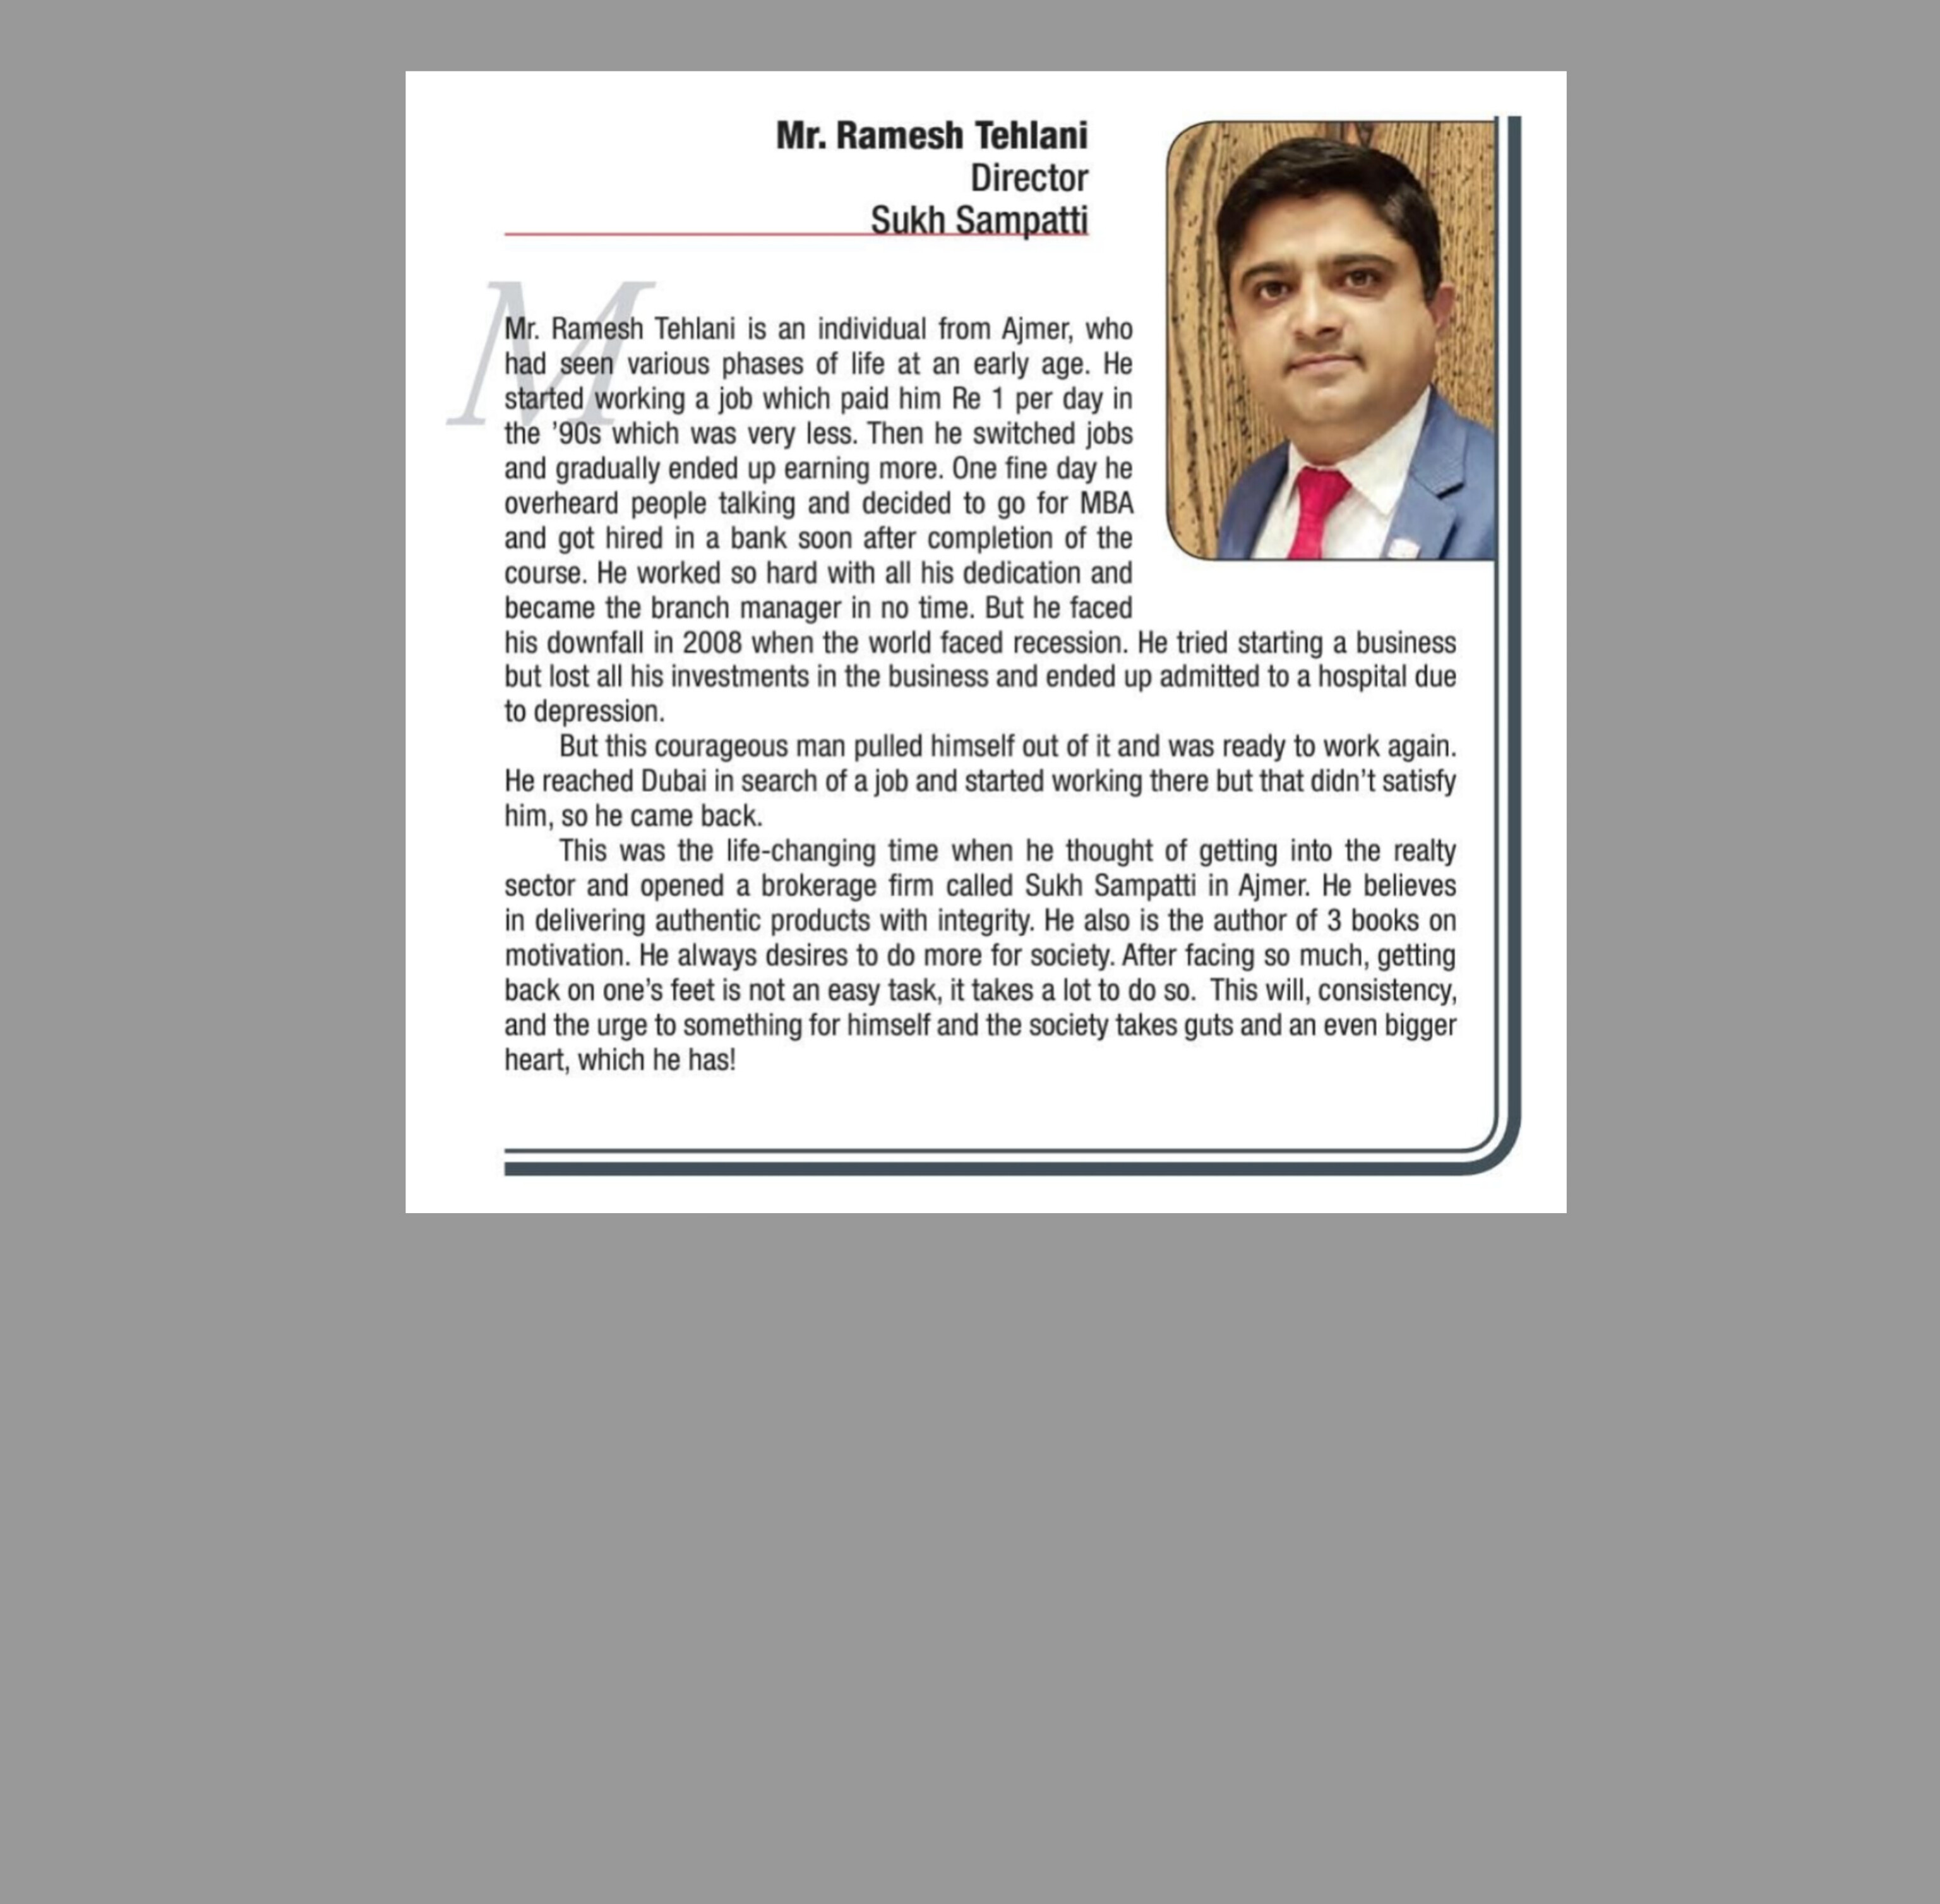 Mr. Ramesh Tehlani
Director
Sukh Sampatti
M
Mr. Ramesh Tehlani is an individual from Ajmer, who
had seen various phases of life at an early age. He
started working a job which paid him Re 1 per day in
the ’90s which was very less. Then he switched jobs
and gradually ended up earning more. One fine day he
overheard people talking and decided to go for MBA
and got hired in a bank soon after completion of the
course. He worked so hard with all his dedication and
became the branch manager in no time. But he faced
his downfall in 2008 when the world faced recession. He tried starting a business
but lost all his investments in the business and ended up admitted to a hospital due
to depression.
But this courageous man pulled himself out of it and was ready to work again.
He reached Dubai in search of a job and started working there but that didn’t satisfy
him, so he came back.
This was the life-changing time when he thought of getting into the realty
sector and opened a brokerage firm called Sukh Sampatti in Ajmer. He believes
in delivering authentic products with integrity. He also is the author of 3 books on
motivation. He always desires to do more for society. After facing so much, getting
back on one’s feet is not an easy task, it takes a lot to do so. This will, consistency,
and the urge to something for himself and the society takes guts and an even bigger
heart, which he has!